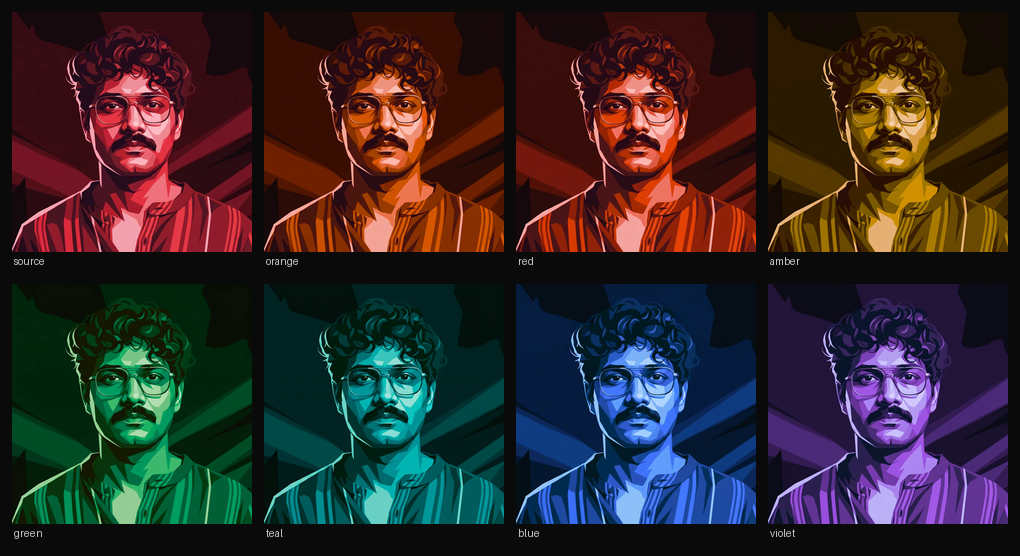 source
orange
red
amber
green
teal
blue
violet